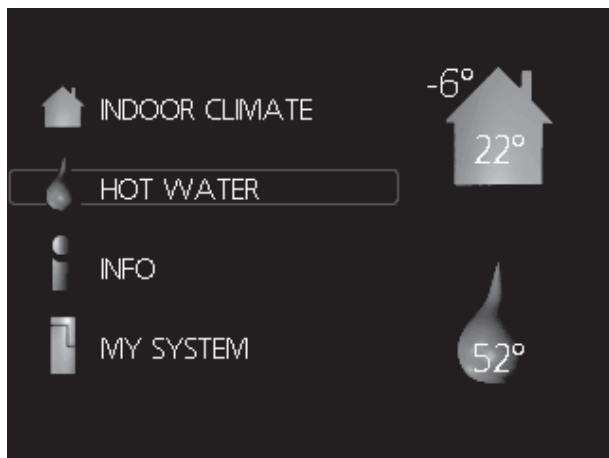 INDOOR CLIMATE
HOT WATER
INFO
MY SYSTEM
-6°
22°
52°